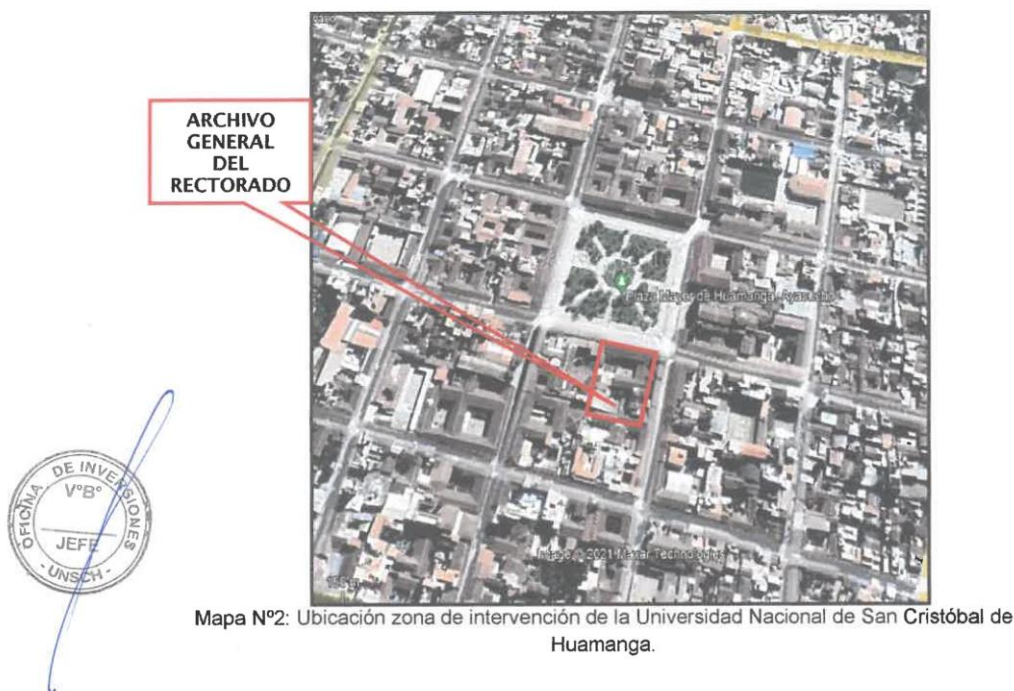 ARCHIVO
GENERAL
DEL
RECTORADO
Plaza Mayor de Huamanga, Ayacucho
Image © 2021 Maxar Technologies
OFICINA DE INVERSIONES
V°B°
JEFE
- UNSCH -
Mapa Nº2: Ubicación zona de intervención de la Universidad Nacional de San Cristóbal de
Huamanga.